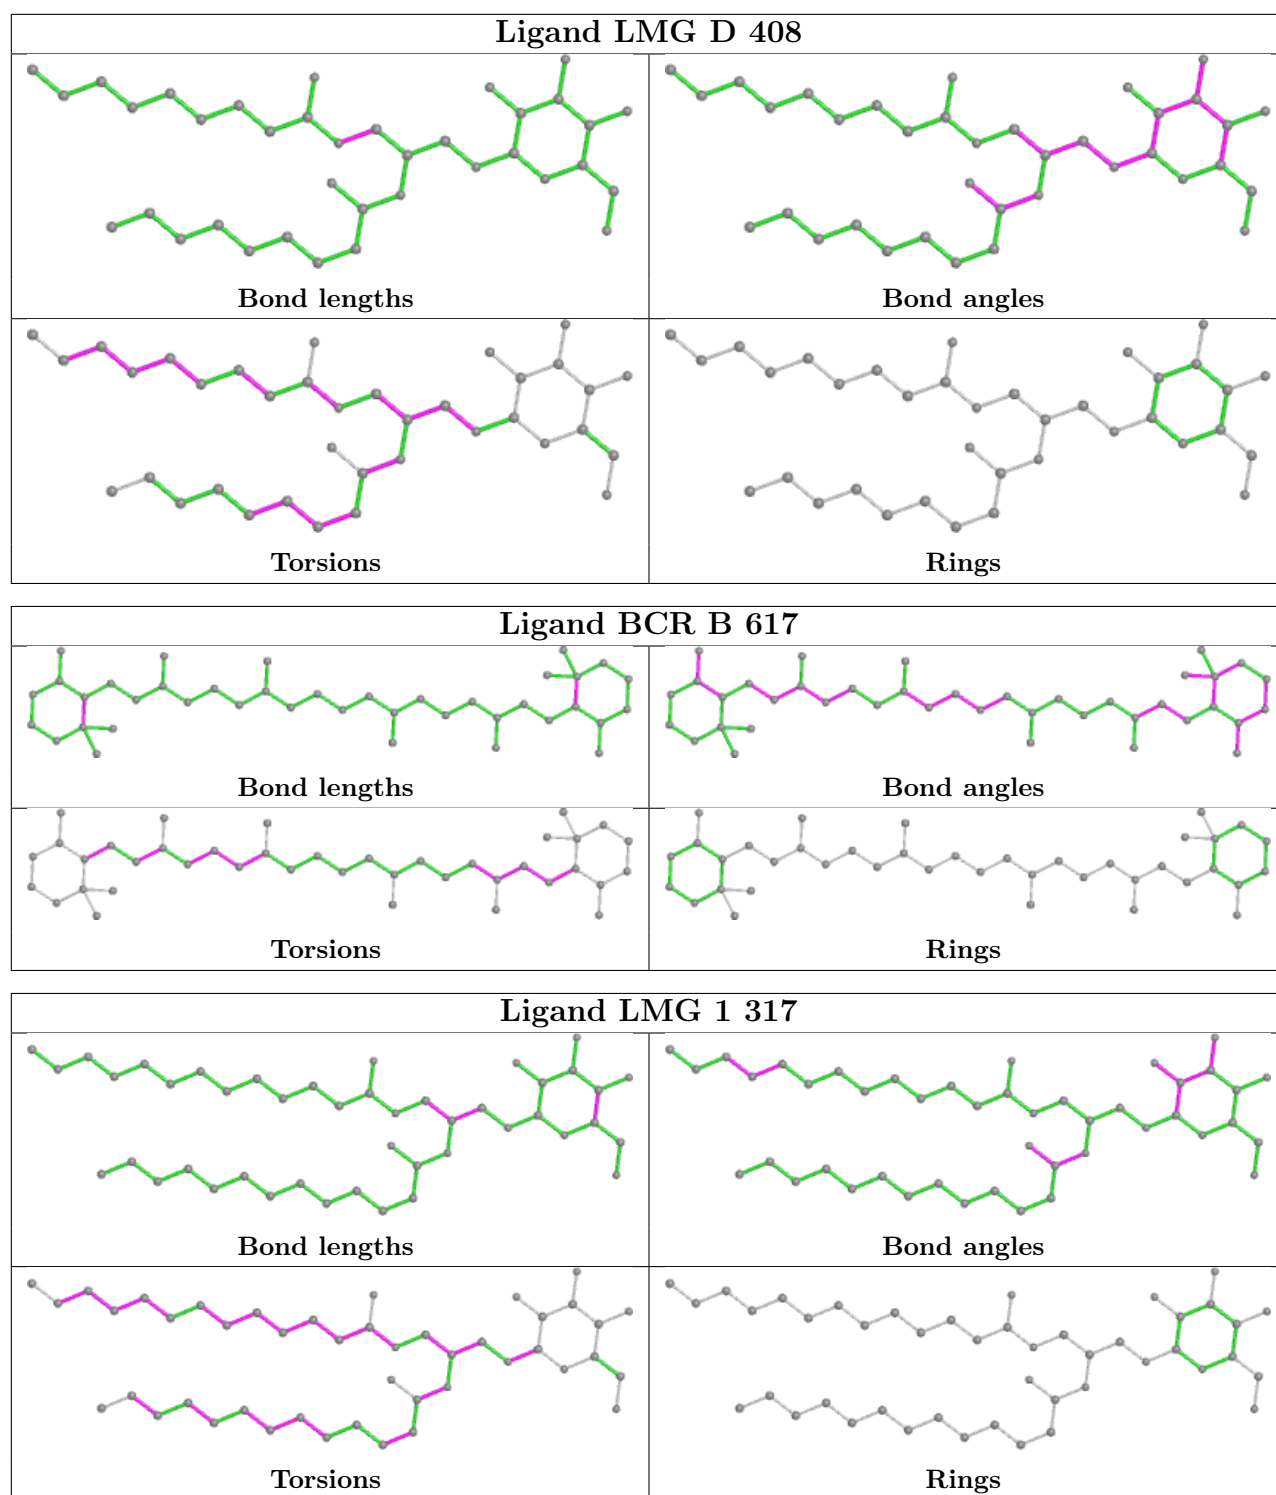 Ligand LMG D 408
Bond lengths
Bond angles
Torsions
Rings
Ligand BCR B 617
Bond lengths
Bond angles
Torsions
Rings
Ligand LMG 1 317
Bond lengths
Bond angles
Torsions
Rings